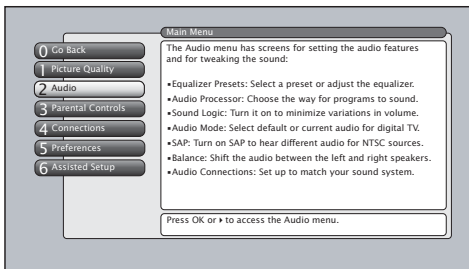 Main Menu
0 Go Back
1 Picture Quality
2 Audio
3 Parental Controls
4 Connections
5 Preferences
6 Assisted Setup
The Audio menu has screens for setting the audio features
and for tweaking the sound:
▪Equalizer Presets: Select a preset or adjust the equalizer.
▪Audio Processor: Choose the way for programs to sound.
▪Sound Logic: Turn it on to minimize variations in volume.
▪Audio Mode: Select default or current audio for digital TV.
▪SAP: Turn on SAP to hear different audio for NTSC sources.
▪Balance: Shift the audio between the left and right speakers.
▪Audio Connections: Set up to match your sound system.
Press OK or ▸ to access the Audio menu.